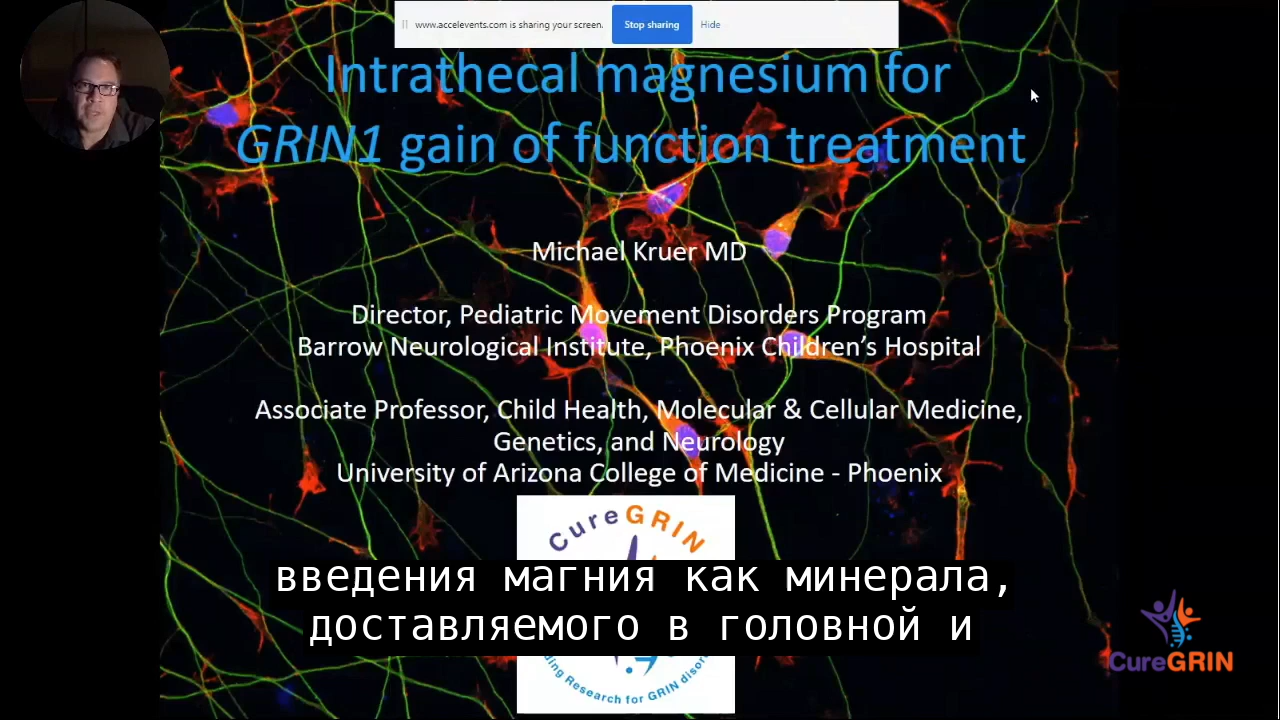 www.accelevents.com is sharing your screen.
Stop sharing
Hide
Intrathecal magnesium for
GRIN1 gain of function treatment
Michael Kruer MD
Director, Pediatric Movement Disorders Program
Barrow Neurological Institute, Phoenix Children's Hospital
Associate Professor, Child Health, Molecular & Cellular Medicine,
Genetics, and Neurology
University of Arizona College of Medicine - Phoenix
CureGRIN
введения магния как минерала,
доставляемого в головной и
Research for GRIN
CureGRIN